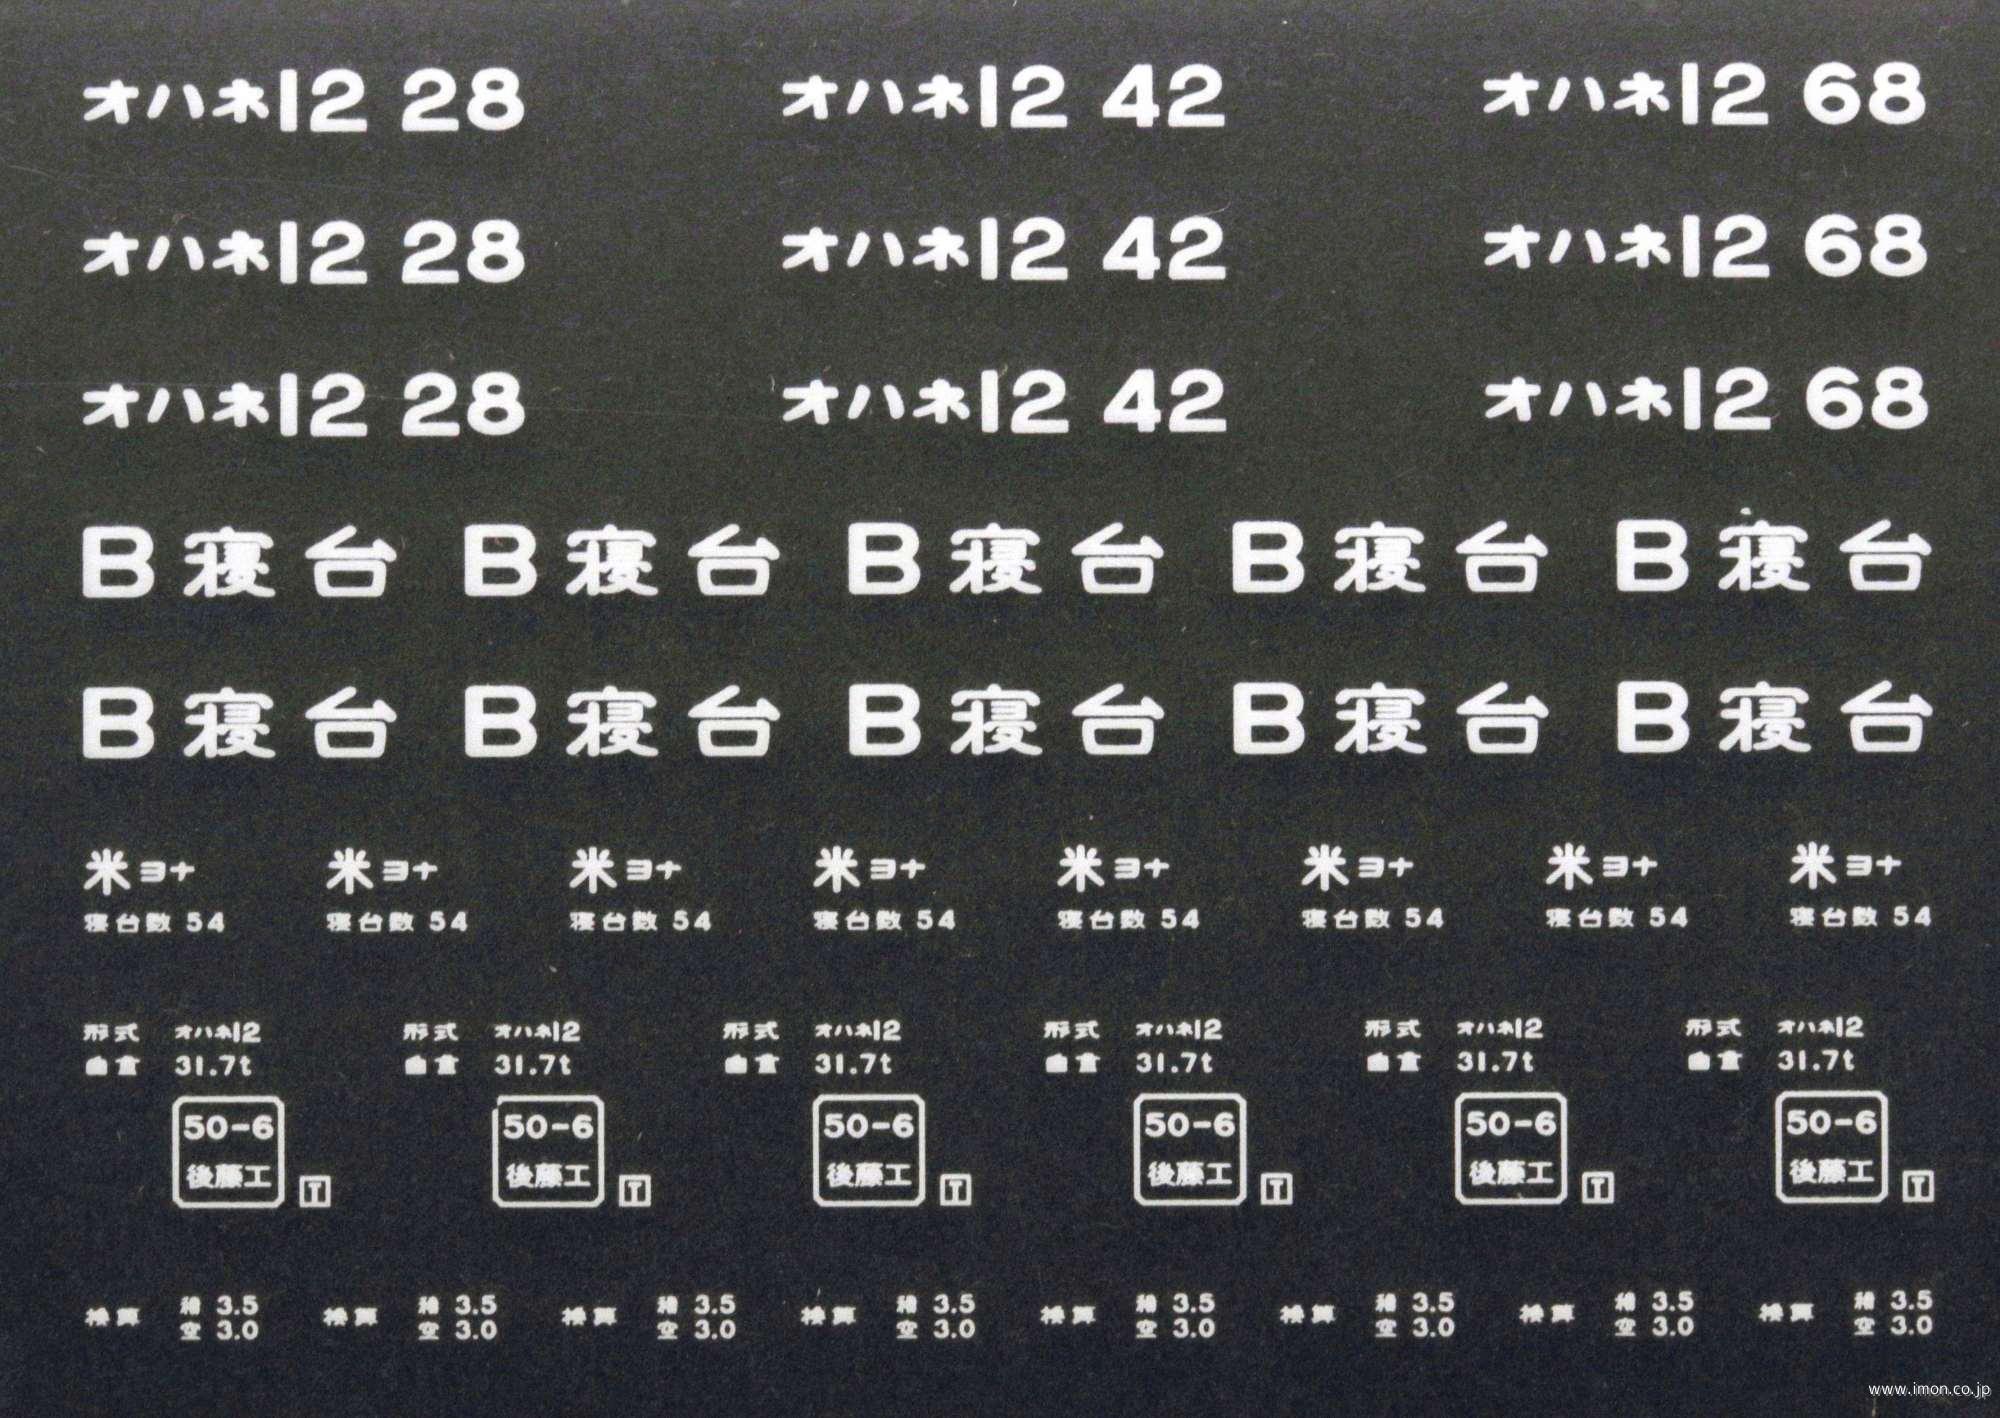 オハネ12 28 オハネ12 42 オハネ12 68
オハネ12 28 オハネ12 42 オハネ12 68
オハネ12 28 オハネ12 42 オハネ12 68
B寝台 B寝台 B寝台 B寝台 B寝台
B寝台 B寝台 B寝台 B寝台 B寝台
米ヨナ 米ヨナ 米ヨナ 米ヨナ 米ヨナ 米ヨナ 米ヨナ 米ヨナ
寝台数 54 寝台数 54 寝台数 54 寝台数 54 寝台数 54 寝台数 54 寝台数 54 寝台数 54
形式 オハネ12 形式 オハネ12 形式 オハネ12 形式 オハネ12 形式 オハネ12 形式 オハネ12
自重 31.7t 自重 31.7t 自重 31.7t 自重 31.7t 自重 31.7t 自重 31.7t
50-6 50-6 50-6 50-6 50-6 50-6
後藤工 T 後藤工 T 後藤工 T 後藤工 T 後藤工 T 後藤工 T
換算 積 3.5 換算 積 3.5 換算 積 3.5 換算 積 3.5 換算 積 3.5 換算 積 3.5 換算 積 3.5 換算 積 3.5
空 3.0 空 3.0 空 3.0 空 3.0 空 3.0 空 3.0 空 3.0 空 3.0
www.imon.co.jp